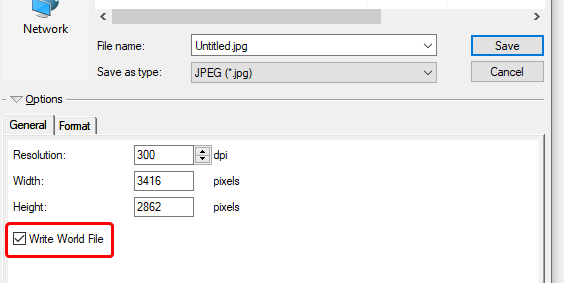 Network
File name: Untitled.jpg Save
Save as type: JPEG (*.jpg) Cancel
Options
General Format
Resolution: 300 dpi
Width: 3416 pixels
Height: 2862 pixels
Write World File